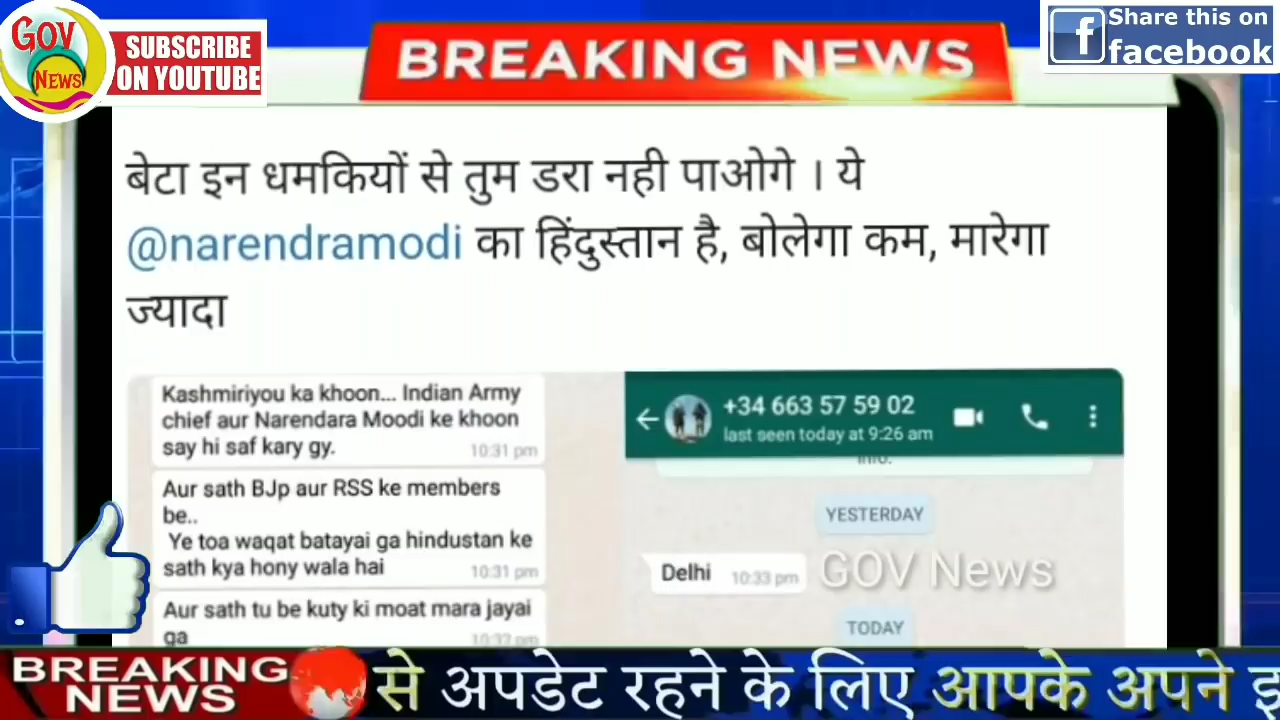 GOV
NEWS
SUBSCRIBE
ON YOUTUBE
BREAKING NEWS
f
Share this on
facebook
बेटा इन धमकियों से तुम डरा नही पाओगे । ये
@narendramodi का हिंदुस्तान है, बोलेगा कम, मारेगा
ज्यादा
Kashmiriyou ka khoon... Indian Army
chief aur Narendara Moodi ke khoon
say hi saf kary gy.
10:31 pm
Aur sath BJp aur RSS ke members
be..
Ye toa waqat batayai ga hindustan ke
sath kya hony wala hai
10:31 pm
Aur sath tu be kuty ki moat mara jayai
ga
+34 663 57 59 02
last seen today at 9:26 am
info.
YESTERDAY
Delhi 10:33 pm
GOV News
TODAY
BREAKING
NEWS
से अपडेट रहने के लिए आपके अपने